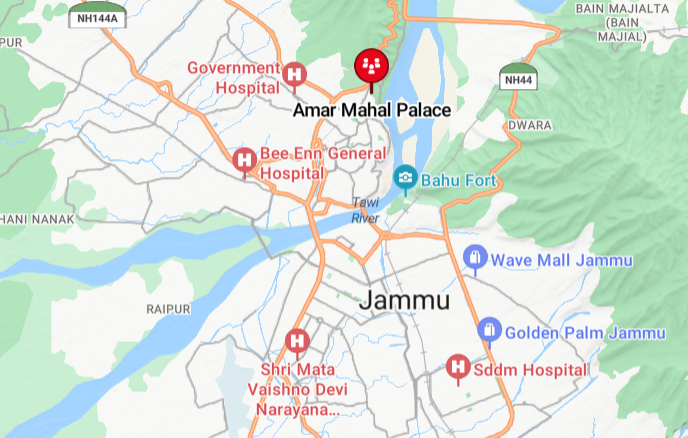 NH144A
BAIN MAJIALTA
(BAIN
MAJIAL)
PUR
Government
Hospital
H
NH44
Amar Mahal Palace
DWARA
H
Bee Enn General
Hospital
Bahu Fort
Tawi
River
HANI NANAK
Wave Mall Jammu
Jammu
RAIPUR
Golden Palm Jammu
H
Shri Mata
Vaishno Devi
Narayana...
H
Sddm Hospital